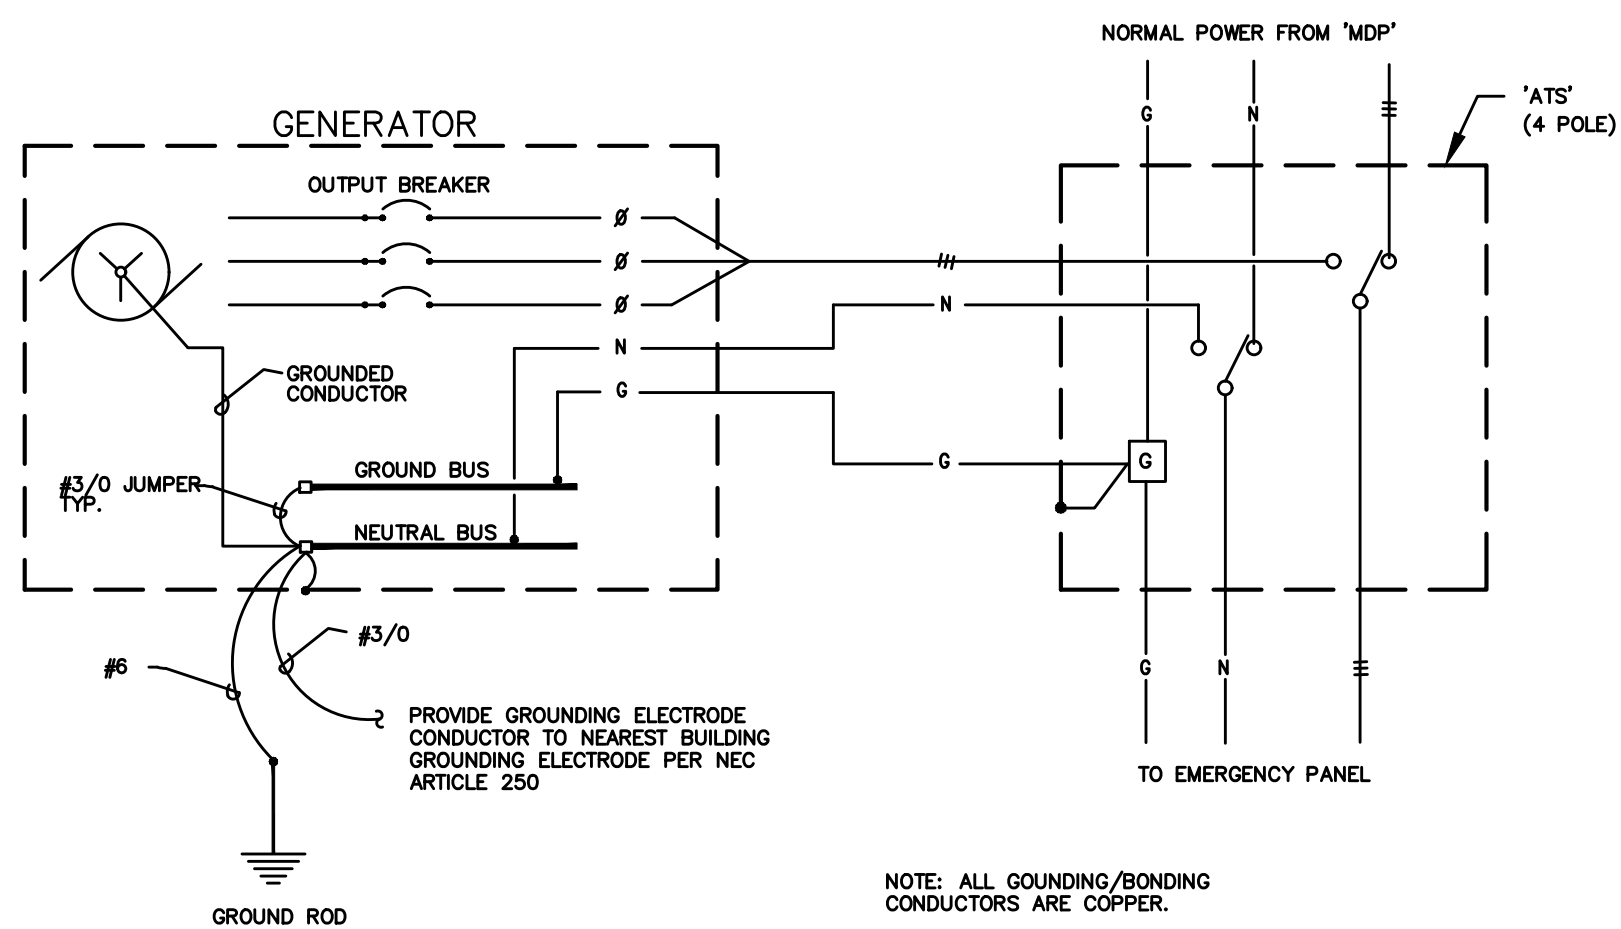 NORMAL POWER FROM 'MDP'
'ATS'
(4 POLE)
G
N
GENERATOR
OUTPUT BREAKER
Ø
Ø
Ø
N
N
G
GROUNDED
CONDUCTOR
G
G
GROUND BUS
#3/0 JUMPER
TYP.
NEUTRAL BUS
#3/0
#6
G
N
PROVIDE GROUNDING ELECTRODE
CONDUCTOR TO NEAREST BUILDING
GROUNDING ELECTRODE PER NEC
ARTICLE 250
TO EMERGENCY PANEL
NOTE: ALL GOUNDING/BONDING
CONDUCTORS ARE COPPER.
GROUND ROD